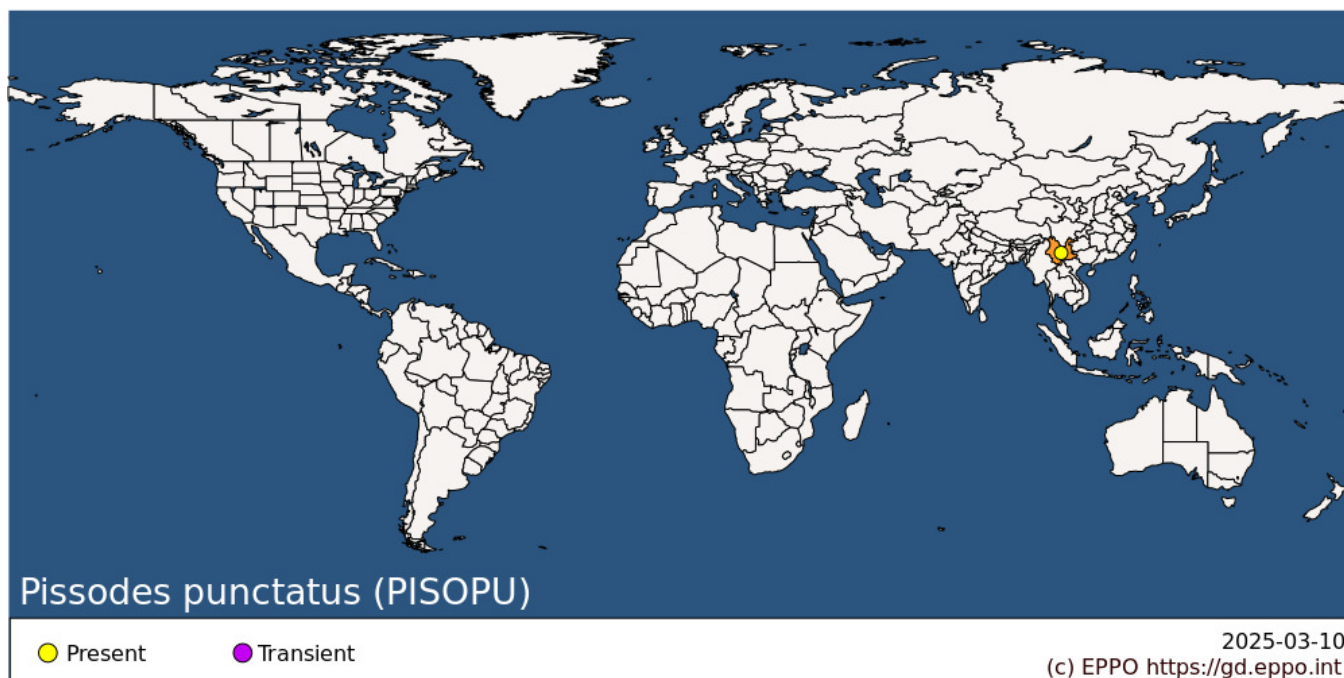 Pissodes punctatus (PISOPU)
Present
Transient
2025-03-10
(c) EPPO https://gd.eppo.int